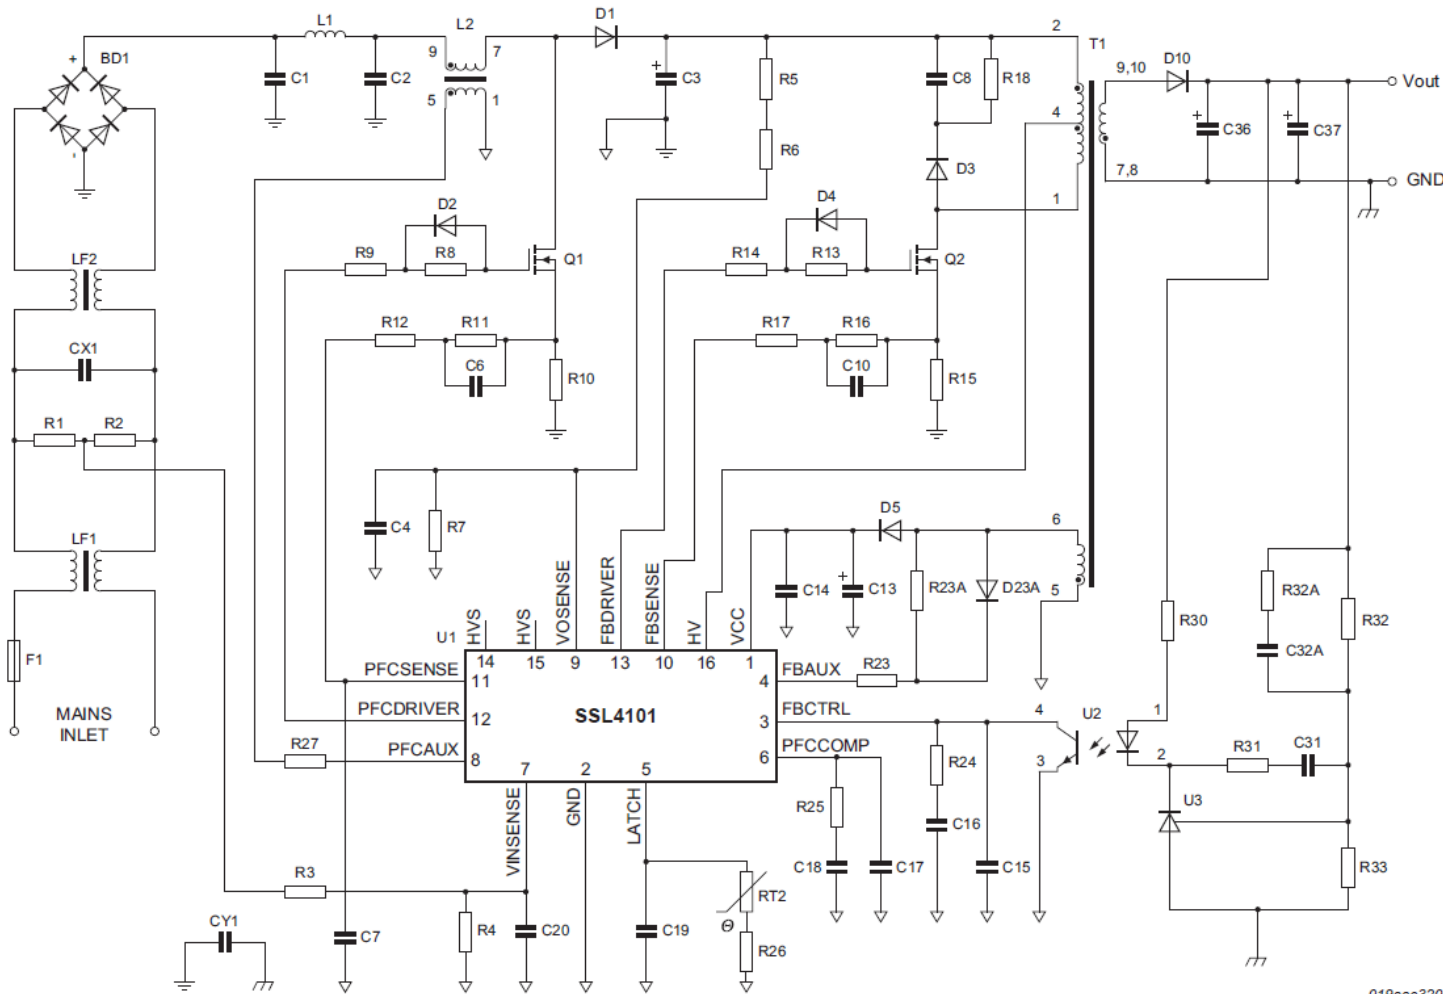 L1
L2
D1
2
T1
BD1
+
9
7
9,10
D10
C1
C2
+
C3
R5
C8
R18
Vout
5
1
4
+
C36
+
C37
R6
-
D3
7,8
GND
D2
D4
1
R9
R8
Q1
R14
R13
Q2
LF2
R12
R11
R17
R16
CX1
C6
R10
C10
R15
R1
R2
C4
R7
D5
6
LF1
C14
+
C13
R23A
D23A
R32A
R30
R32
5
C32A
U1
HVS
HVS
VOSENSE
FBDRIVER
FBSENSE
HV
VCC
F1
14
15
9
13
10
16
1
PFCSENSE
11
4
FBAUX
R23
MAINS
INLET
PFCDRIVER
12
SSL4101
3
FBCTRL
4
U2
1
R27
PFCAUX
8
6
PFCCOMP
3
2
R31
C31
7
2
5
R24
VINSENSE
GND
LATCH
R25
C16
U3
C18
C17
C15
R33
R3
RT2
Θ
CY1
C7
R4
C20
C19
R26